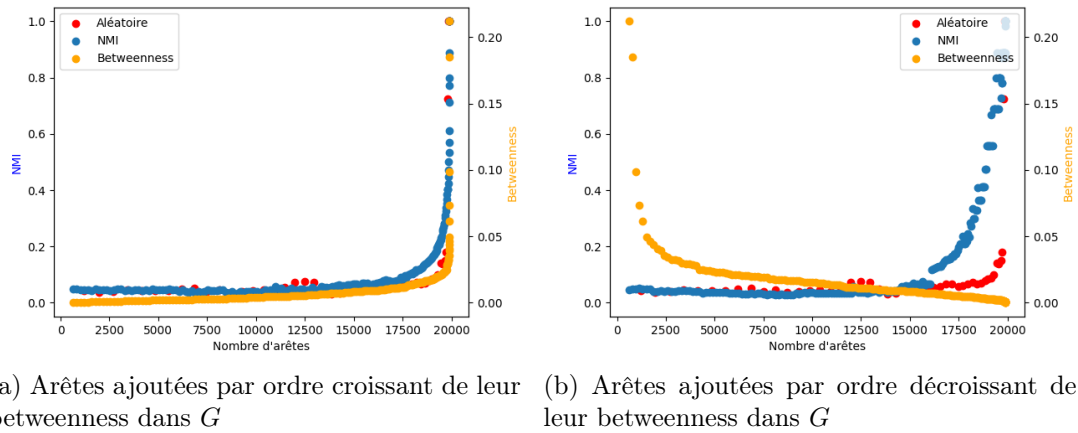 1.0
0.8
0.6
0.4
0.2
0.0
NMI
Aléatoire
NMI
Betweenness
0.20
0.15
0.10
0.05
0.00
Betweenness
0 2500 5000 7500 10000 12500 15000 17500 20000
Nombre d'arêtes
1.0
0.8
0.6
0.4
0.2
0.0
NMI
Aléatoire
NMI
Betweenness
0.20
0.15
0.10
0.05
0.00
Betweenness
0 2500 5000 7500 10000 12500 15000 17500 20000
Nombre d'arêtes
a) Arêtes ajoutées par ordre croissant de leur
betweenness dans G
(b) Arêtes ajoutées par ordre décroissant de
leur betweenness dans G